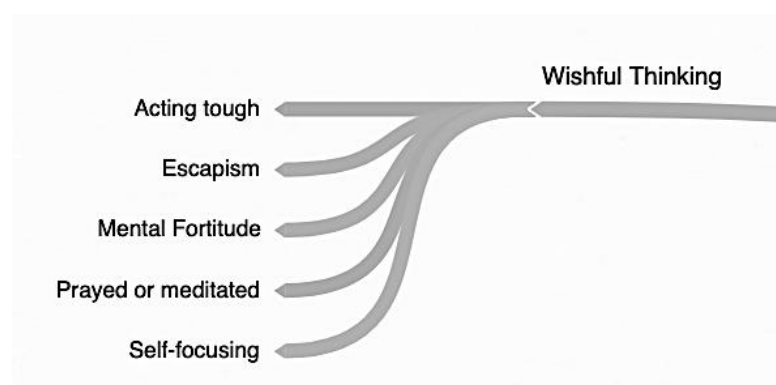 Wishful Thinking
Acting tough
Escapism
Mental Fortitude
Prayed or meditated
Self-focusing